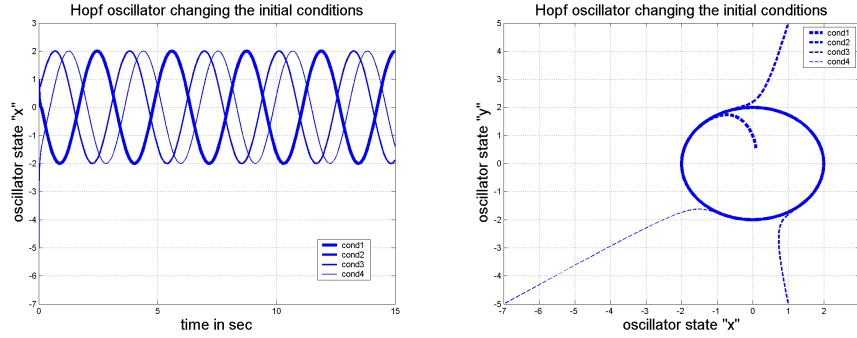 Hopf oscillator changing the initial conditions
oscillator state "x"
3
2
1
0
-1
-2
-3
-4
-5
-6
-7
cond1
cond2
cond3
cond4
0
5
10
15
time in sec
Hopf oscillator changing the initial conditions
oscillator state "y"
5
4
3
2
1
0
-1
-2
-3
-4
-5
cond1
cond2
cond3
cond4
-7
-6
-5
-4
-3
-2
-1
0
1
2
oscillator state "x"